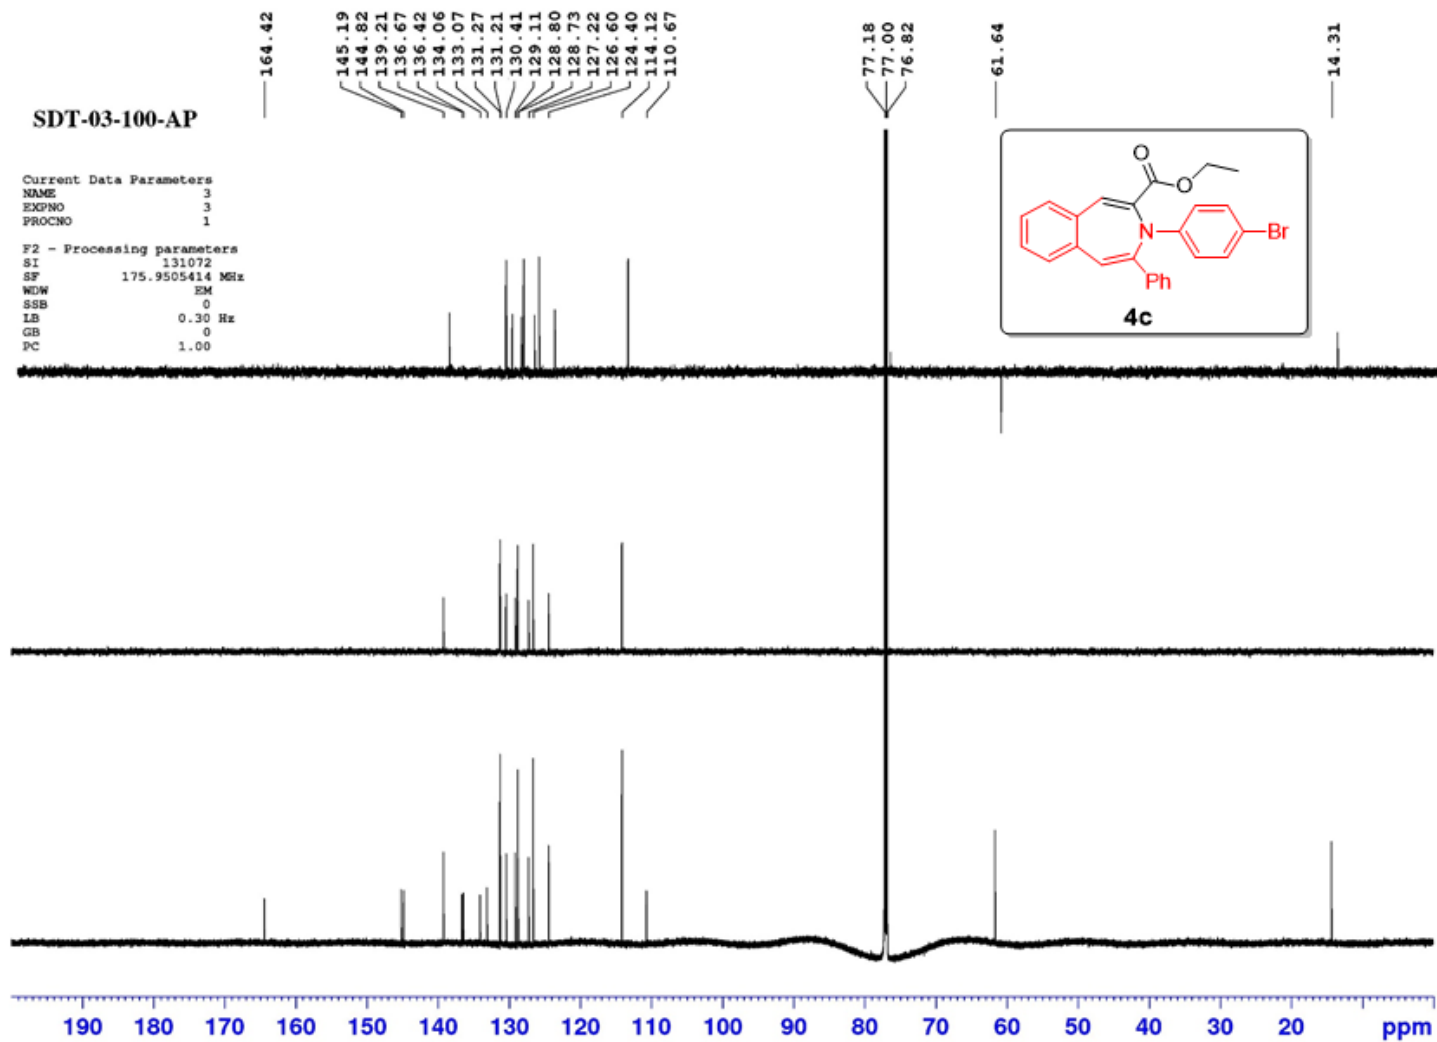 164.42
145.19
144.82
139.21
136.67
136.42
134.06
133.07
131.27
131.21
130.41
129.11
128.80
128.73
127.22
126.60
124.40
114.12
110.67
77.18
77.00
76.82
61.64
14.31
SDT-03-100-AP
Current Data Parameters
NAME 3
EXPNO 3
PROCNO 1
F2 - Processing parameters
SI 131072
SF 175.9505414 MHz
WDW EM
SSB 0
LB 0.30 Hz
GB 0
PC 1.00
O
O
N
Br
Ph
4c
190 180 170 160 150 140 130 120 110 100 90 80 70 60 50 40 30 20 ppm